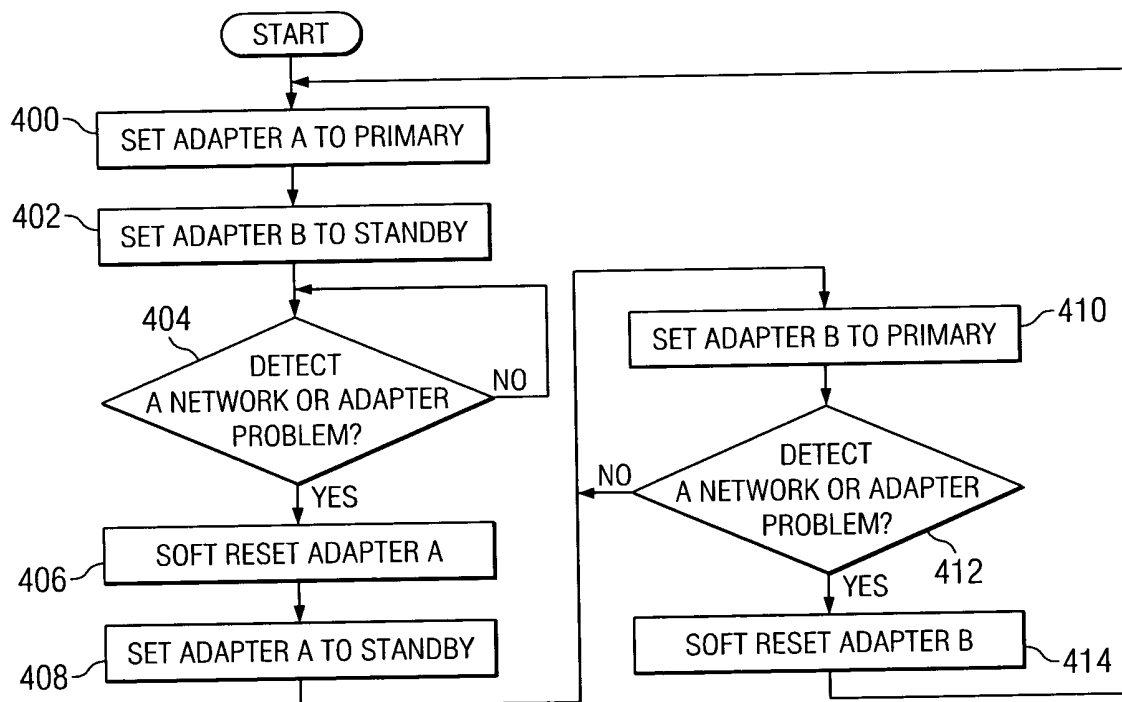 START
400
SET ADAPTER A TO PRIMARY
402
SET ADAPTER B TO STANDBY
404
DETECT
A NETWORK OR ADAPTER
PROBLEM?
NO
YES
406
SOFT RESET ADAPTER A
408
SET ADAPTER A TO STANDBY
410
SET ADAPTER B TO PRIMARY
DETECT
A NETWORK OR ADAPTER
PROBLEM?
NO
412
YES
SOFT RESET ADAPTER B
414